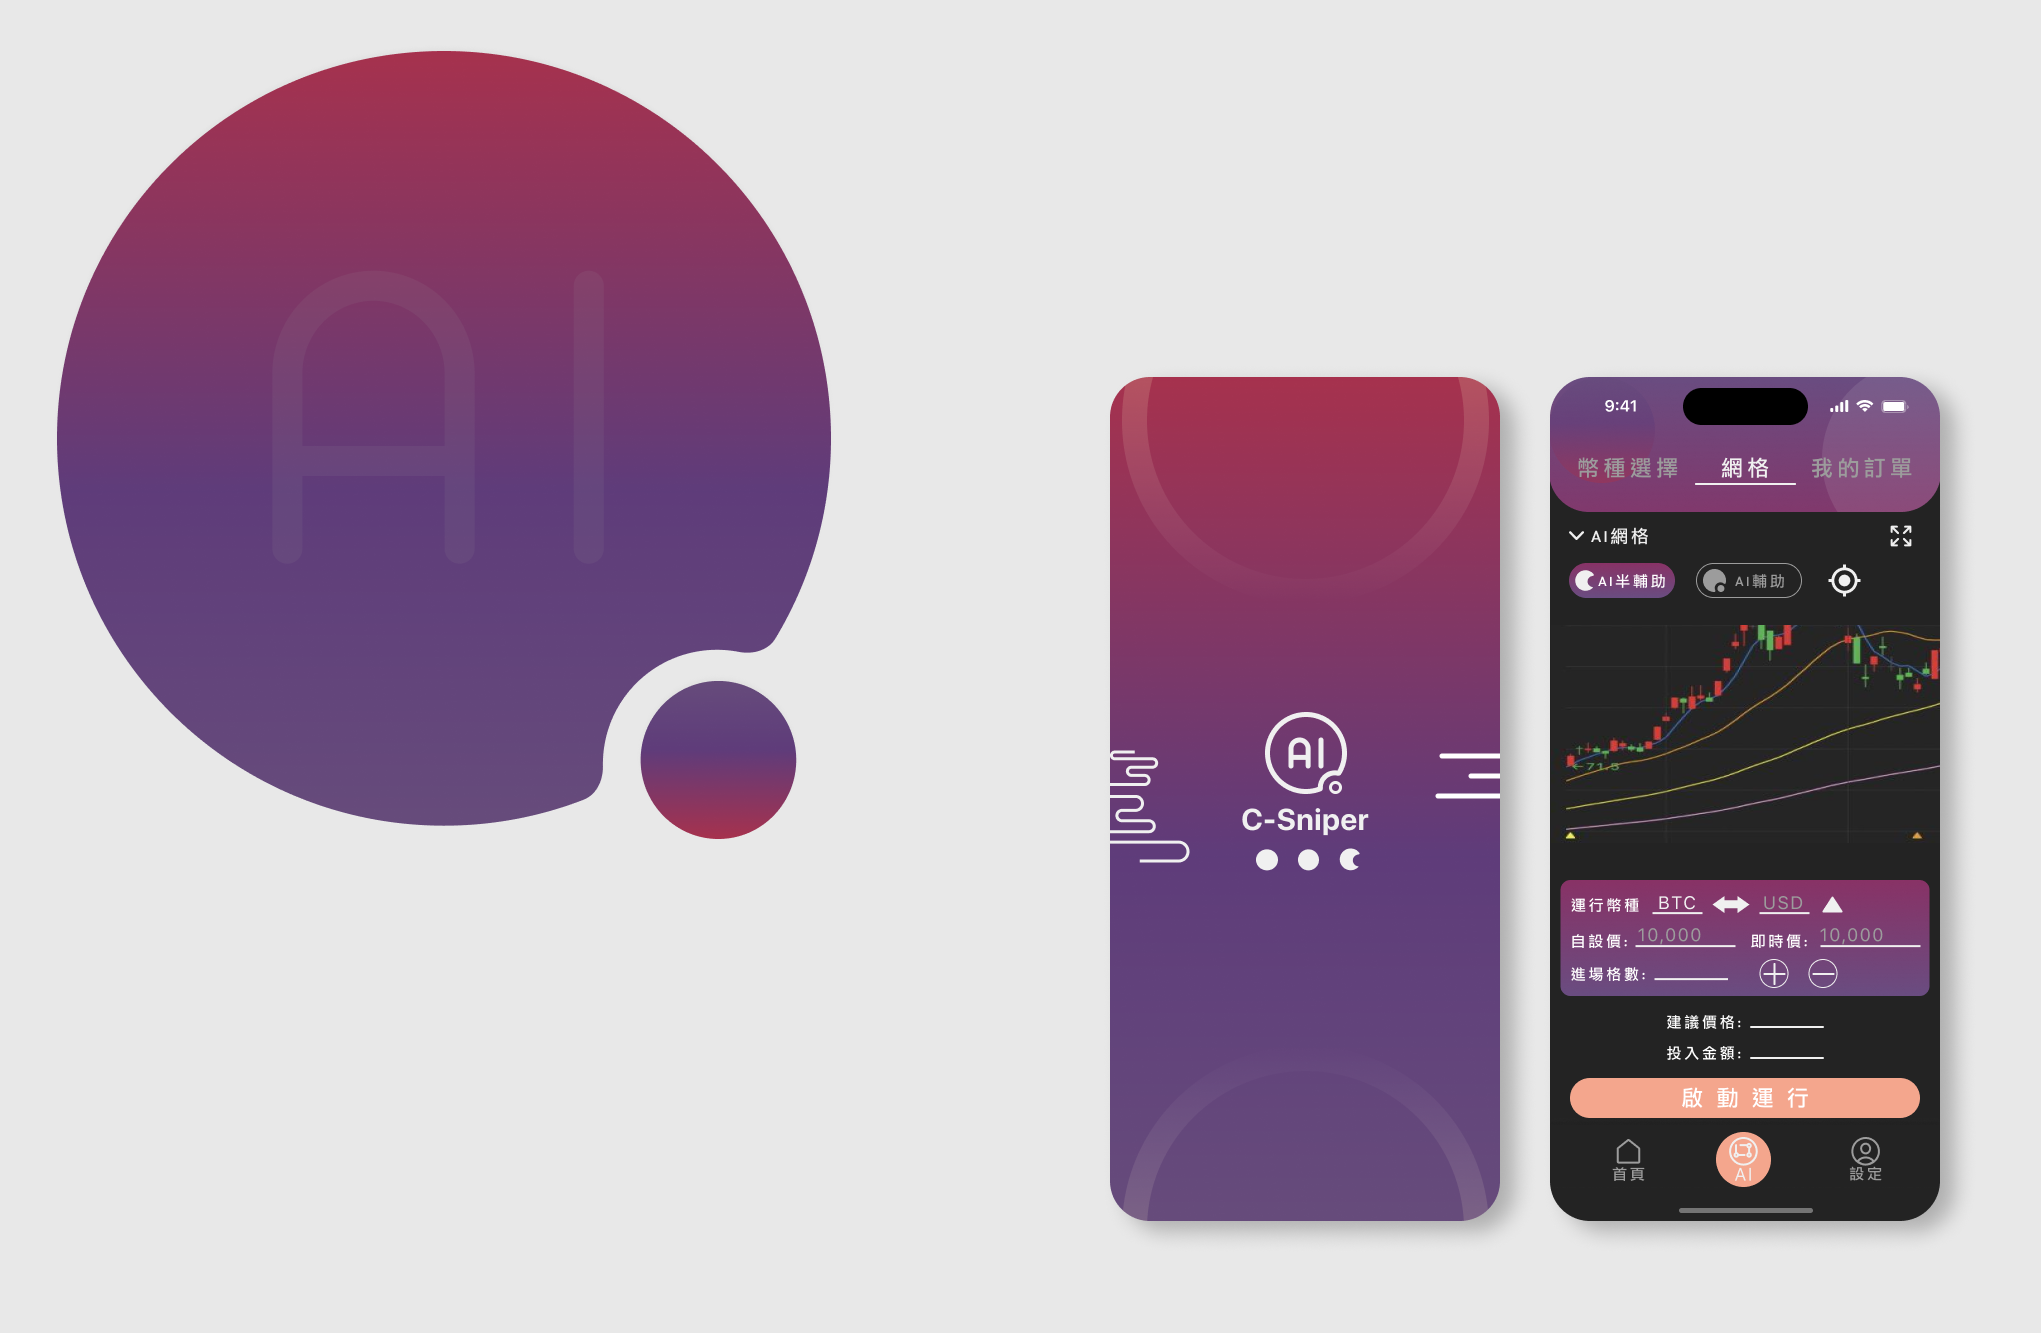 AI
AI
C-Sniper
9:41
幣種選擇 網格 我的訂單
AI網格
AI半輔助 AI輔助
←71.5
運行幣種 BTC USD
自設價: 10,000 即時價: 10,000
進場格數:
建議價格:
投入金額:
啟動運行
首頁 AI 設定